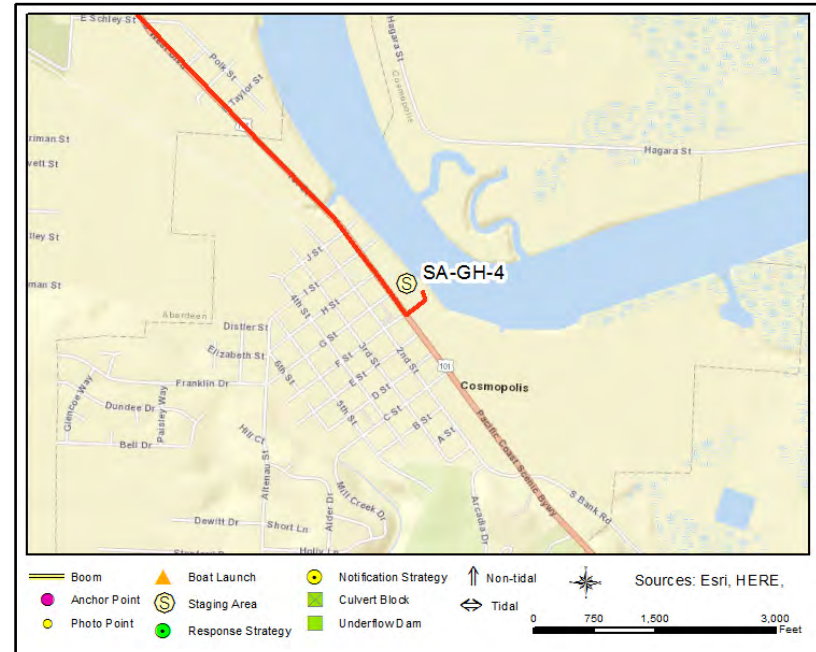 E Schley St
Hagara St
Cosmopolis
Polk St
Taylor St
Hagara St
SA-GH-4
J St
I St
H St
G St
F St
E St
D St
C St
B St
A St
4th St
3rd St
2nd St
5th St
6th St
Aberdeen
Distler St
Elizabeth St
Franklin Dr
Glencoe Way
Dundee Dr
Paisley Way
Bell Dr
Hill Ct
Altenau St
Mill Creek Dr
Alder Dr
Dewitt Dr
Short Ln
101
Cosmopolis
Pacific Coast Scenic Bywy
S Bank Rd
Arcadia Dr
Boom
Boat Launch
Notification Strategy
Non-tidal
Sources: Esri, HERE,
Anchor Point
S Staging Area
Culvert Block
Tidal
Photo Point
Response Strategy
Underflow Dam
0 750 1,500 3,000
Feet